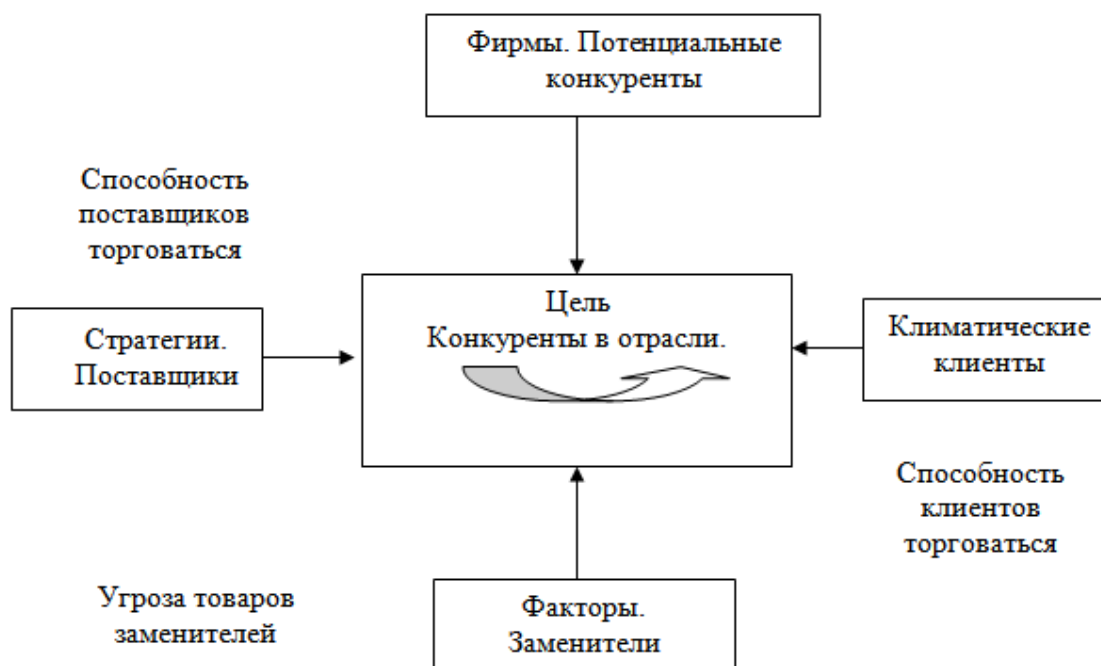 Фирмы. Потенциальные
конкуренты
Способность
поставщиков
торговаться
Цель
Конкуренты в отрасли.
Стратегии.
Поставщики
Климатические
клиенты
Способность
клиентов
торговаться
Угроза товаров
заменителей
Факторы.
Заменители